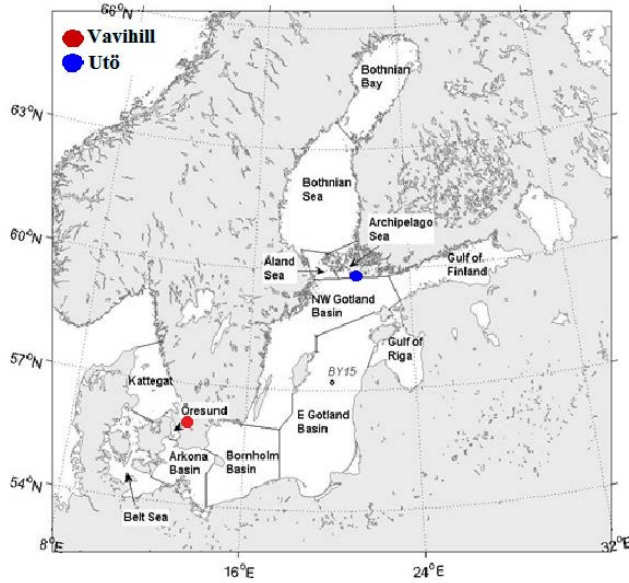 66°N
Vavihill
Utö
Bothnian
Bay
63°N
Bothnian
Sea
Archipelago
Sea
60°N
Åland
Sea
Gulf of
Finland
NW Gotland
Basin
Gulf of
Riga
57°N
BY15
Kattegat
Öresund
E Gotland
Basin
Arkona
Basin
Bornholm
Basin
54°N
Belt Sea
8°E
16°E
24°E
32°E